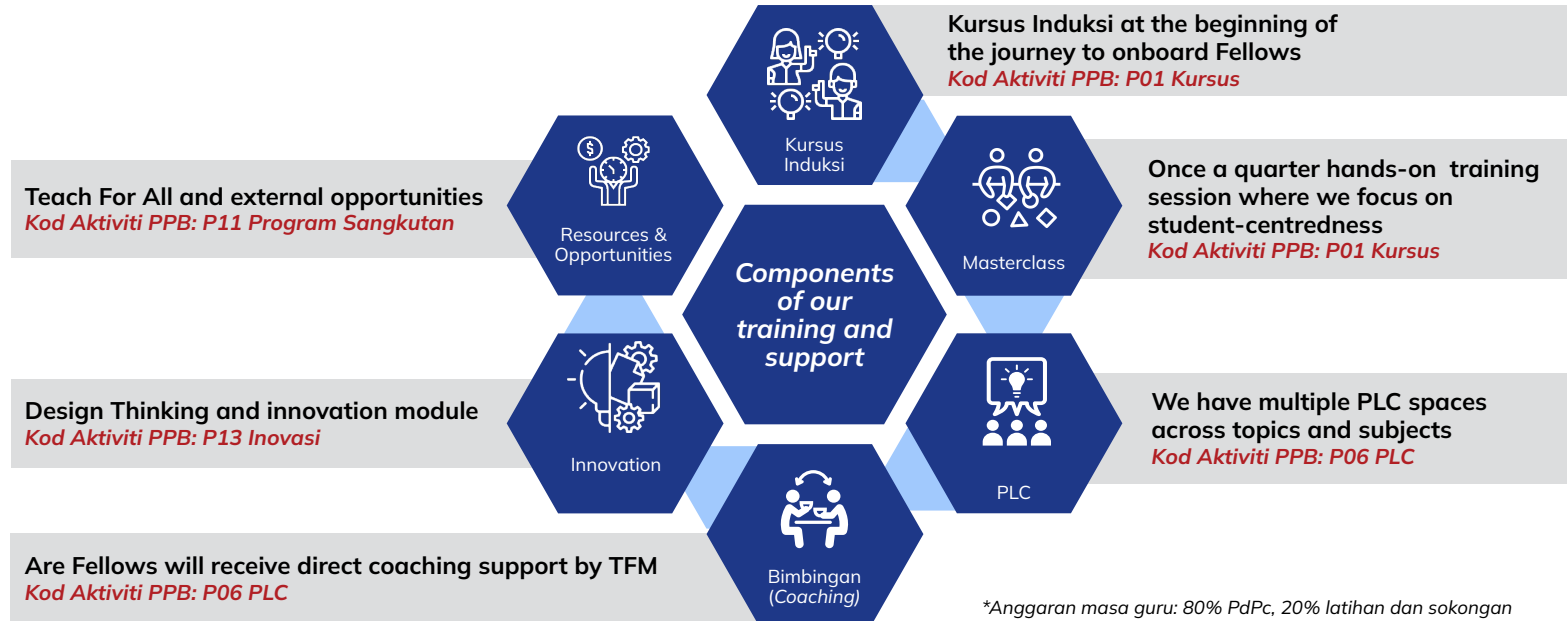 Kursus Induksi at the beginning of
the journey to onboard Fellows
Kod Aktiviti PPB: P01 Kursus
Kursus
Induksi
Once a quarter hands-on training
session where we focus on
student-centredness
Kod Aktiviti PPB: P01 Kursus
Masterclass
We have multiple PLC spaces
across topics and subjects
Kod Aktiviti PPB: P06 PLC
PLC
Are Fellows will receive direct coaching support by TFM
Kod Aktiviti PPB: P06 PLC
Bimbingan
(Coaching)
Design Thinking and innovation module
Kod Aktiviti PPB: P13 Inovasi
Innovation
Teach For All and external opportunities
Kod Aktiviti PPB: P11 Program Sangkutan
$
Resources &
Opportunities
Components
of our
training and
support
*Anggaran masa guru: 80% PdPc, 20% latihan dan sokongan